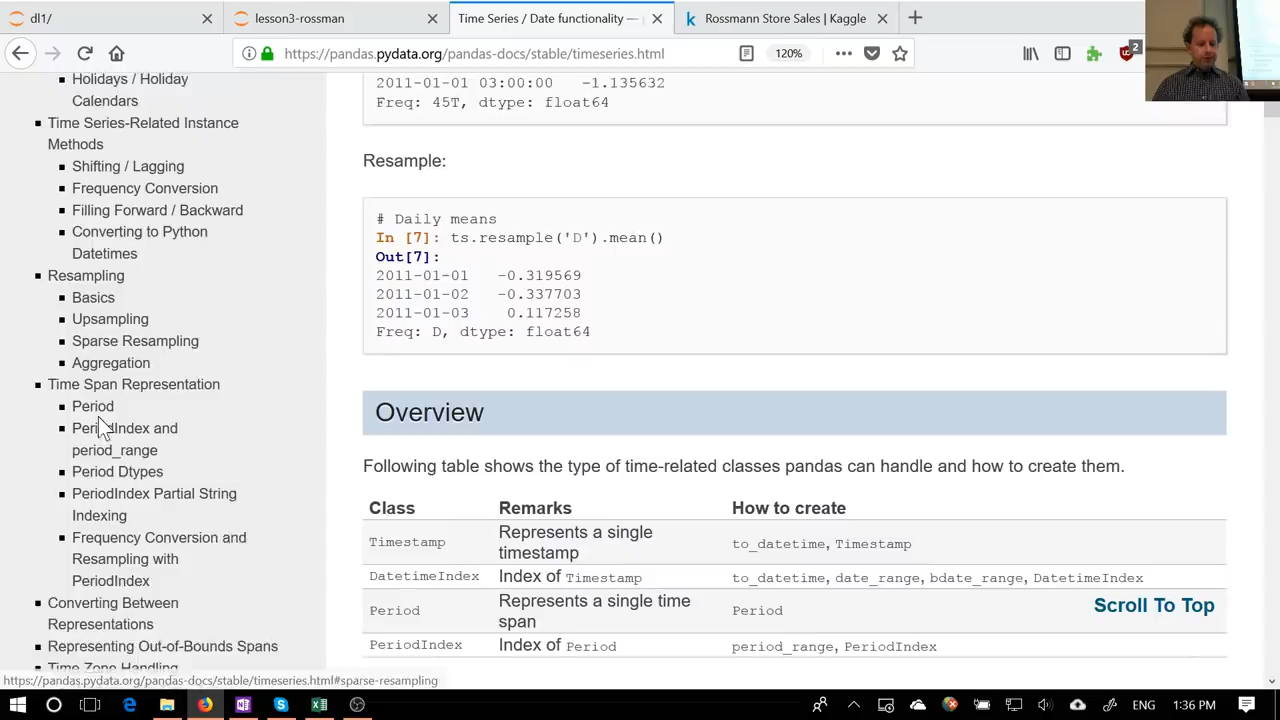 dl1/
lesson3-rossman
Time Series / Date functionality —
Rossmann Store Sales | Kaggle
https://pandas.pydata.org/pandas-docs/stable/timeseries.html
120%
2
Holidays / Holiday
Calendars
Time Series-Related Instance
Methods
Shifting / Lagging
Frequency Conversion
Filling Forward / Backward
Converting to Python
Datetimes
Resampling
Basics
Upsampling
Sparse Resampling
Aggregation
Time Span Representation
Period
PeriodIndex and
period_range
Period Dtypes
PeriodIndex Partial String
Indexing
Frequency Conversion and
Resampling with
PeriodIndex
Converting Between
Representations
Representing Out-of-Bounds Spans
Time Zone Handling
2011-01-01 03:00:00 -1.135632
Freq: 45T, dtype: float64
Resample:
# Daily means
In [7]: ts.resample('D').mean()
Out[7]:
2011-01-01 -0.319569
2011-01-02 -0.337703
2011-01-03 0.117258
Freq: D, dtype: float64
Overview
Following table shows the type of time-related classes pandas can handle and how to create them.
Class Remarks How to create
Timestamp Represents a single timestamp to_datetime, Timestamp
DatetimeIndex Index of Timestamp to_datetime, date_range, bdate_range, DatetimeIndex
Period Represents a single time span Period
PeriodIndex Index of Period period_range, PeriodIndex
Scroll To Top
https://pandas.pydata.org/pandas-docs/stable/timeseries.html#sparse-resampling
ENG 1:36 PM